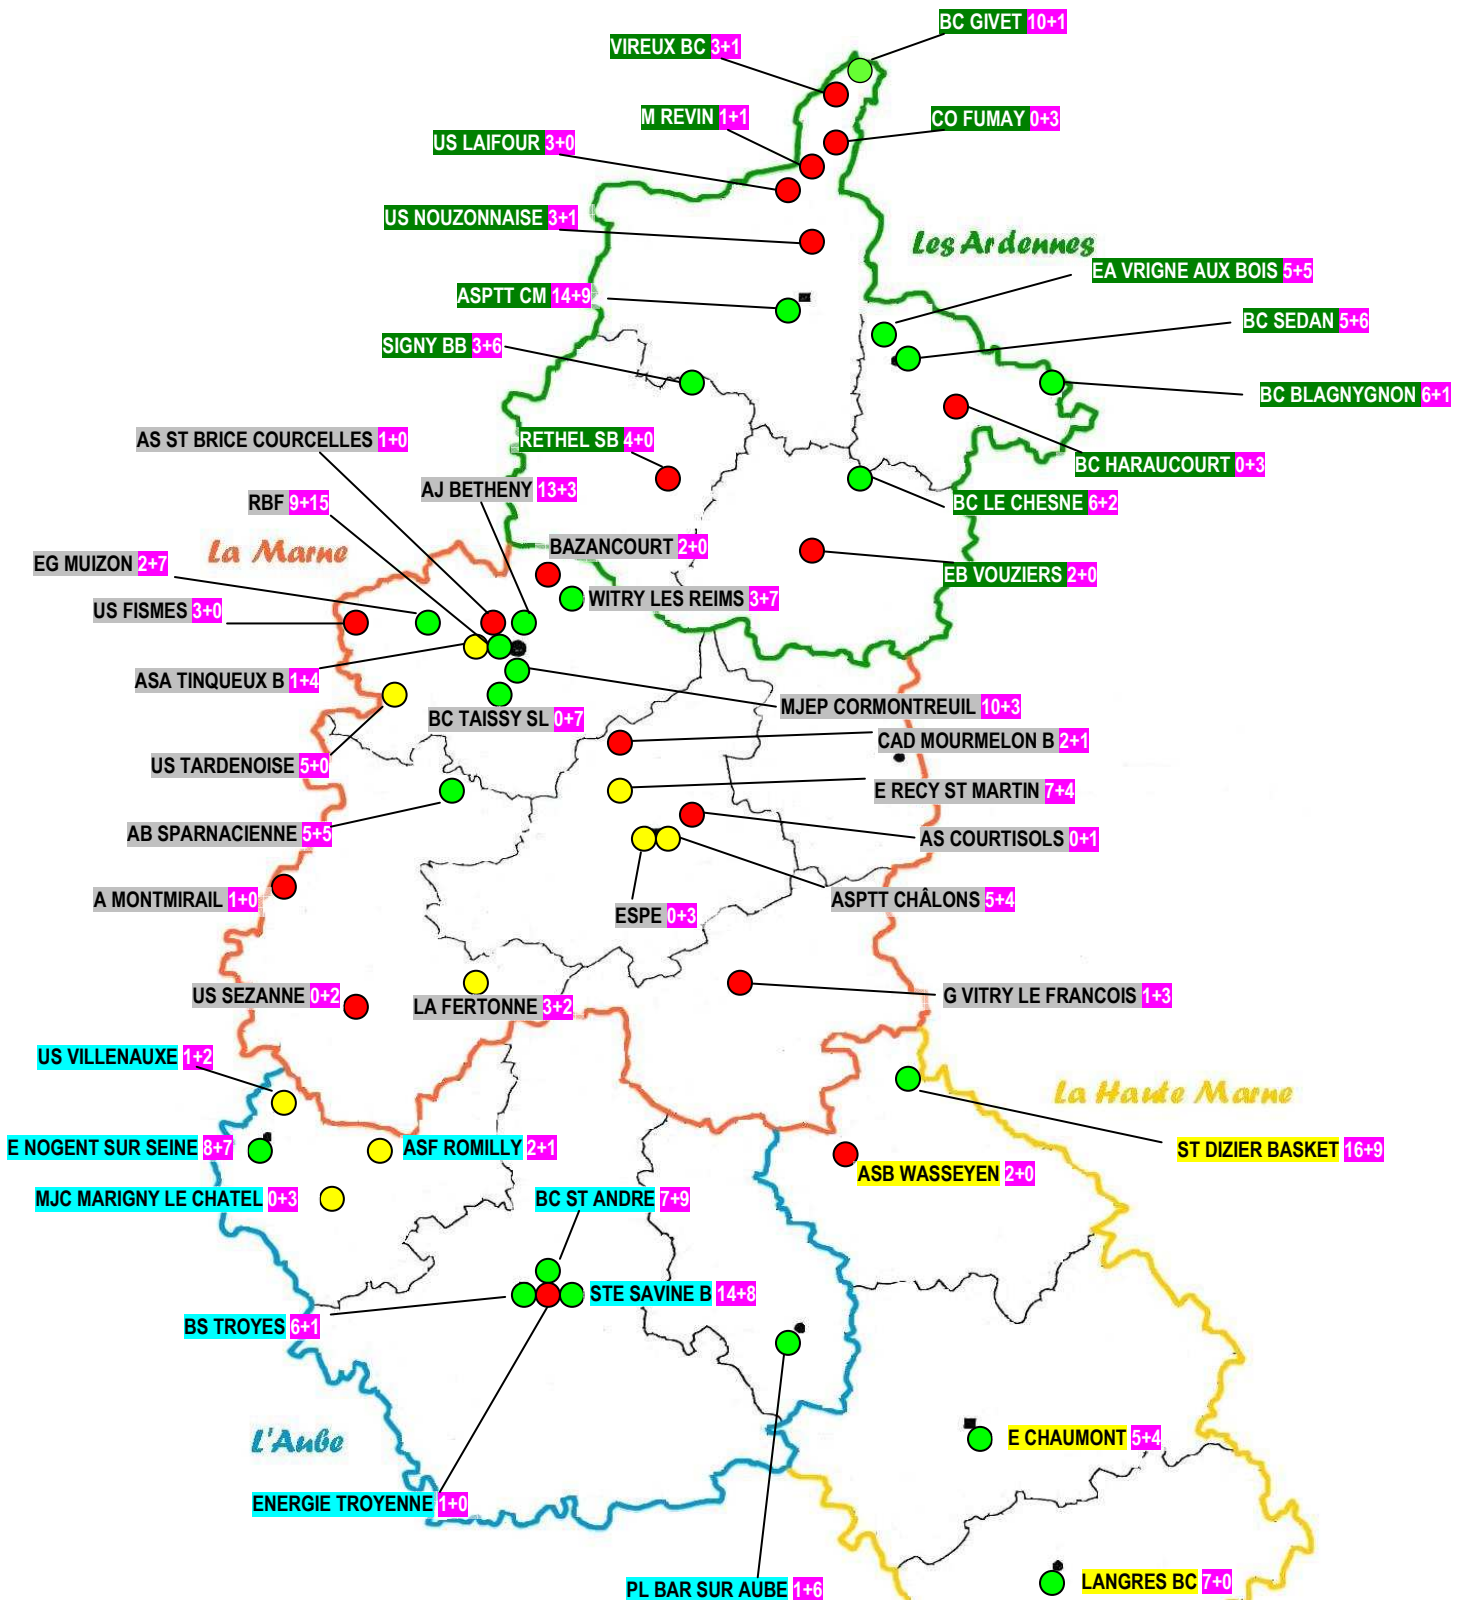 BC GIVET 10+1
VIREUX BC 3+1
M REVIN 1+1
CO FUMAY 0+3
US LAIFOUR 3+0
US NOUZONNAISE 3+1
Les Ardennes
EA VRIGNE AUX BOIS 5+5
ASPTT CM 14+9
BC SEDAN 5+6
SIGNY BB 3+6
BC BLAGNYGNON 6+1
AS ST BRICE COURCELLES 1+0
RETHEL SB 4+0
BC HARAUCOURT 0+3
AJ BETHENY 13+3
RBF 9+15
BC LE CHESNE 6+2
La Marne
BAZANCOURT 2+0
EG MUIZON 2+7
EB VOUZIERS 2+0
WITRY LES REIMS 3+7
US FISMES 3+0
ASA TINQUEUX B 1+4
MJEP CORMONTREUIL 10+3
BC TAISSY SL 0+7
CAD MOURMELON B 2+1
US TARDENOISE 5+0
E RECY ST MARTIN 7+4
AB SPARNACIENNE 5+5
AS COURTISOLS 0+1
A MONTMIRAIL 1+0
ASPTT CHÂLONS 5+4
ESPE 0+3
US SEZANNE 0+2
LA FERTONNE 3+2
G VITRY LE FRANCOIS 1+3
US VILLENAUXE 1+2
La Haute Marne
E NOGENT SUR SEINE 8+7
ASF ROMILLY 2+1
ST DIZIER BASKET 16+9
ASB WASSEYEN 2+0
MJC MARIGNY LE CHATEL 0+3
BC ST ANDRE 7+9
STE SAVINE B 14+8
BS TROYES 6+1
L'Aube
E CHAUMONT 5+4
ENERGIE TROYENNE 1+0
LANGRES BC 7+0
PL BAR SUR AUBE 1+6